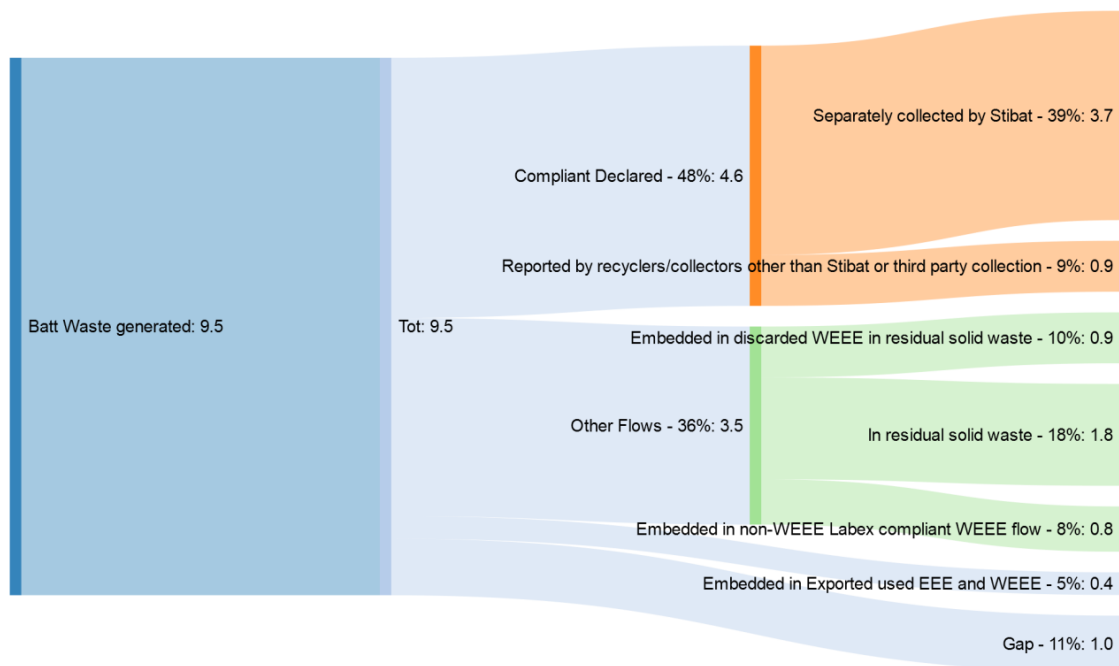 Separately collected by Stibat - 39%: 3.7
Compliant Declared - 48%: 4.6
Reported by recyclers/collectors other than Stibat or third party collection - 9%: 0.9
Batt Waste generated: 9.5
Tot: 9.5
Embedded in discarded WEEE in residual solid waste - 10%: 0.9
Other Flows - 36%: 3.5
In residual solid waste - 18%: 1.8
Embedded in non-WEEE Labex compliant WEEE flow - 8%: 0.8
Embedded in Exported used EEE and WEEE - 5%: 0.4
Gap - 11%: 1.0